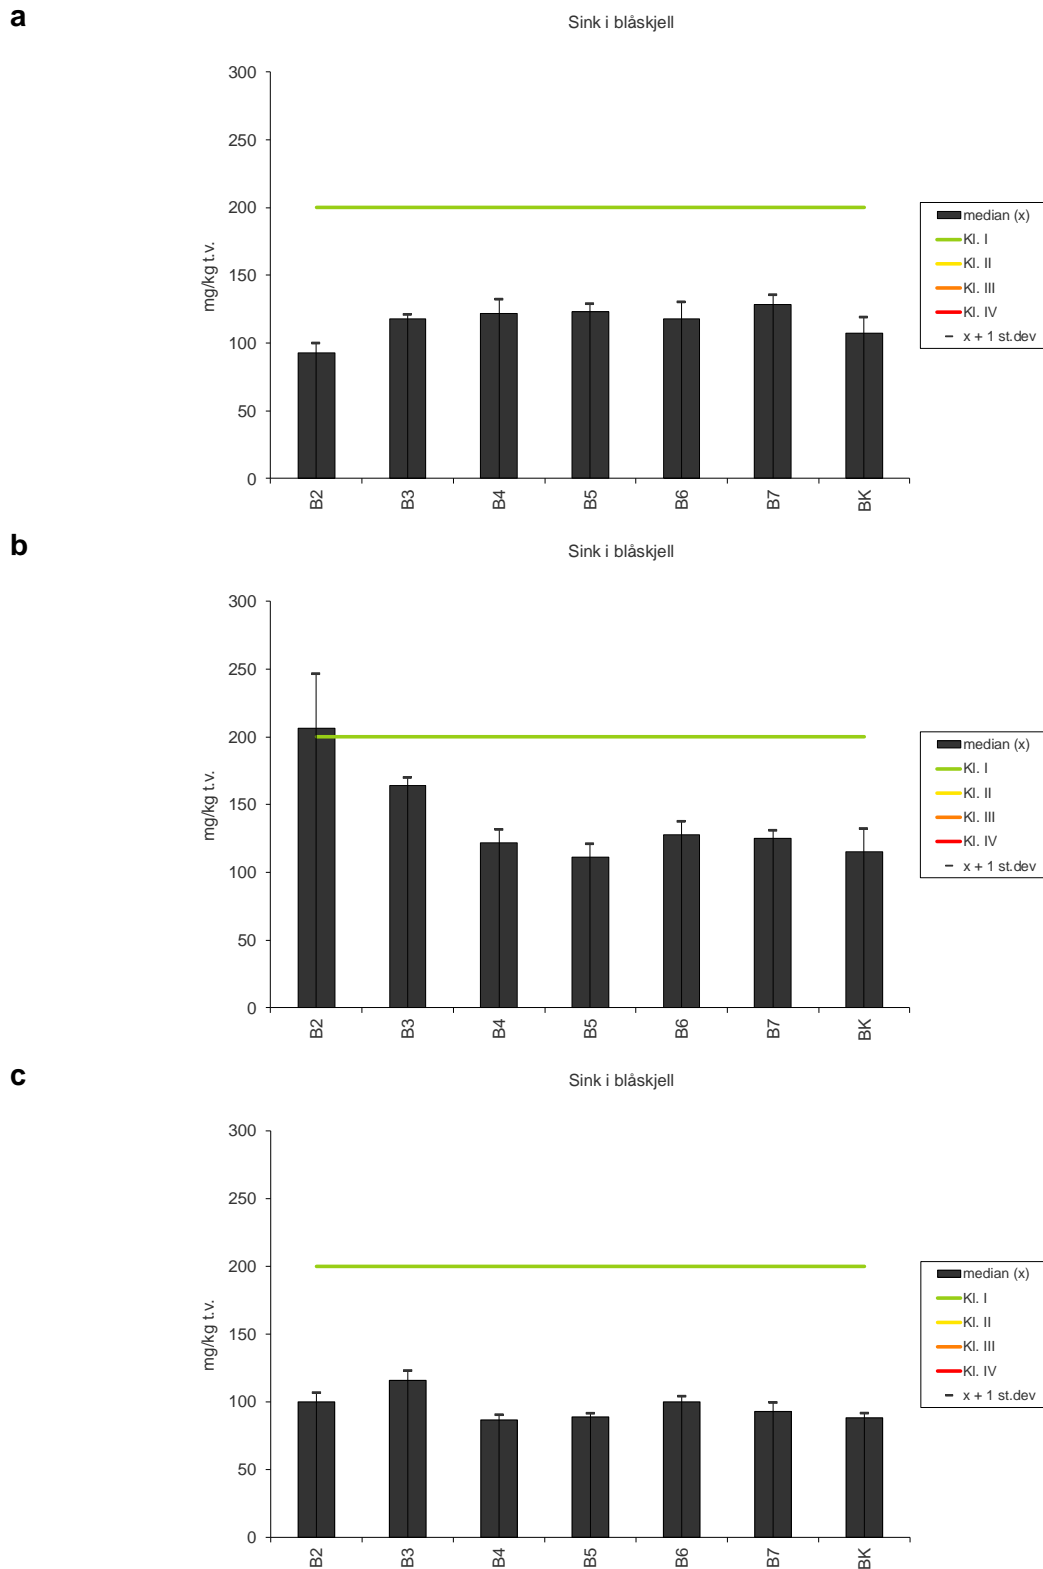 a
Sink i blåskjell
300
250
200
150
100
50
0
mg/kg t.v.
B2 B3 B4 B5 B6 B7 BK
median (x)
Kl. I
Kl. II
Kl. III
Kl. IV
x + 1 st.dev
b
Sink i blåskjell
300
250
200
150
100
50
0
mg/kg t.v.
B2 B3 B4 B5 B6 B7 BK
median (x)
Kl. I
Kl. II
Kl. III
Kl. IV
x + 1 st.dev
c
Sink i blåskjell
300
250
200
150
100
50
0
mg/kg t.v.
B2 B3 B4 B5 B6 B7 BK
median (x)
Kl. I
Kl. II
Kl. III
Kl. IV
x + 1 st.dev